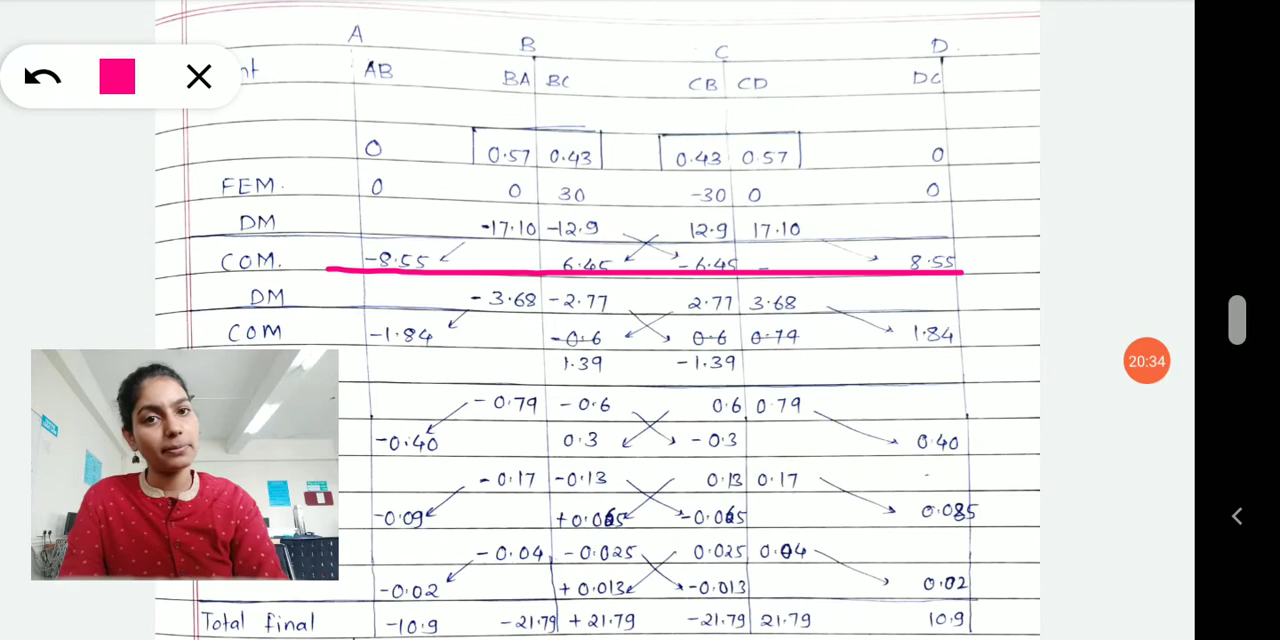 A B C D
nt AB BA BC CB CD DC
0 0.57 0.43 0.43 0.57 0
FEM. 0 0 30 -30 0 0
DM -17.10 -12.9 12.9 17.10
COM. -8.55 6.45 -6.45 - 8.55
DM -3.68 -2.77 2.77 3.68
COM -1.84 -0.6 0.6 0.79 1.84
1.39 -1.39
-0.79 -0.6 0.6 0.79
-0.40 0.3 -0.3 0.40
-0.17 -0.13 0.13 0.17 -
-0.09 +0.065 -0.065 0.085
-0.04 -0.025 0.025 0.04
-0.02 +0.013 -0.013 0.02
Total final -10.9 -21.79 +21.79 -21.79 21.79 10.9
20:34